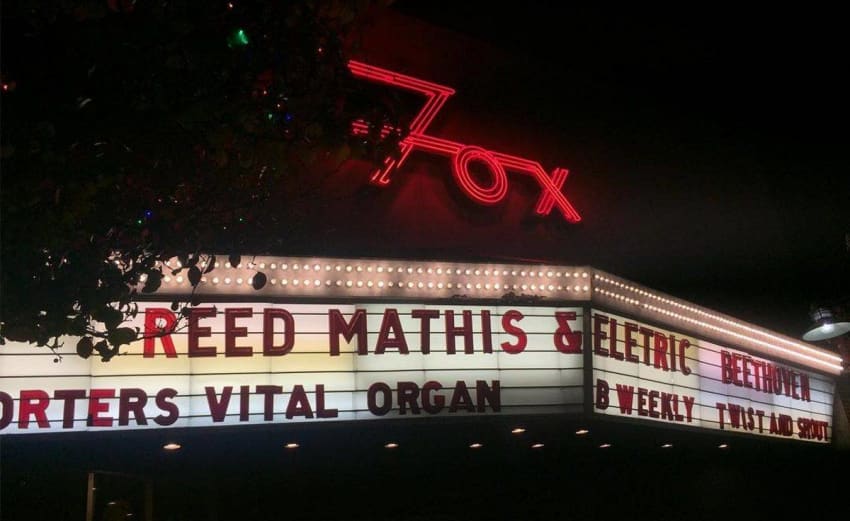 Fox
REED MATHIS & ELETRIC BEETHOVEN
ORTERS VITAL ORGAN B WEEKLY TWIST AND SHOUT